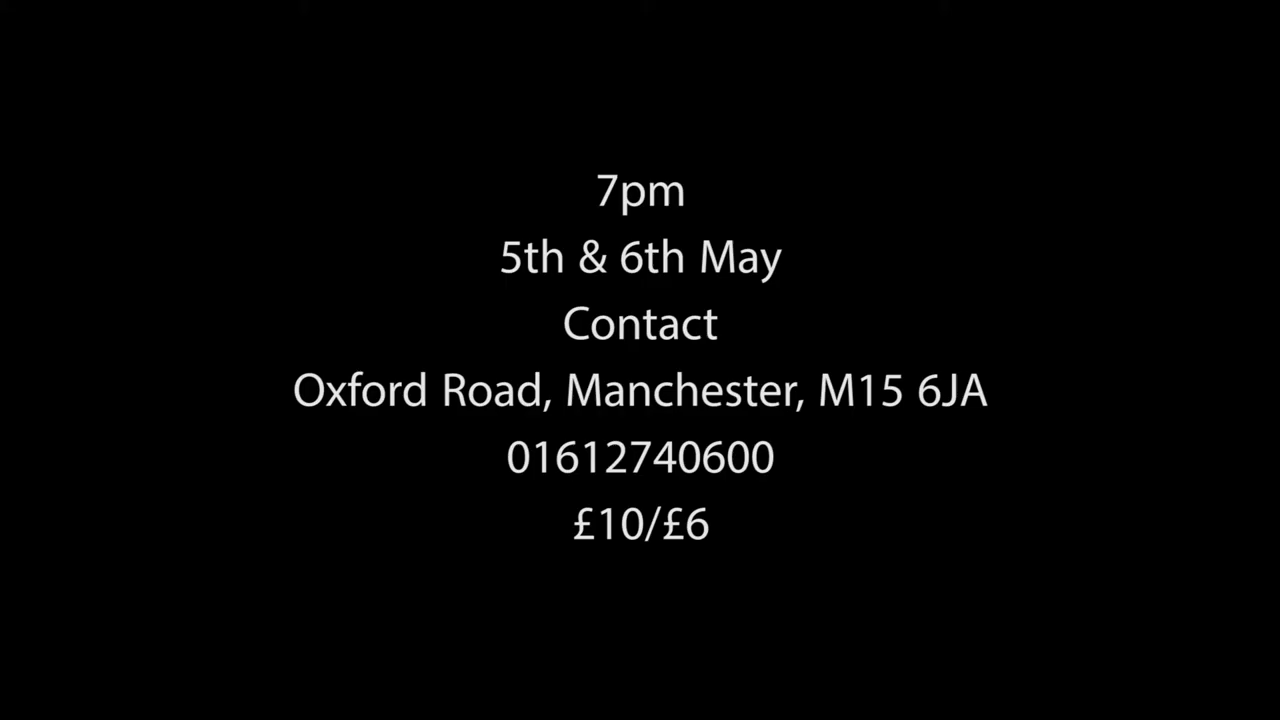 7pm
5th & 6th May
Contact
Oxford Road, Manchester, M15 6JA
01612740600
£10/£6